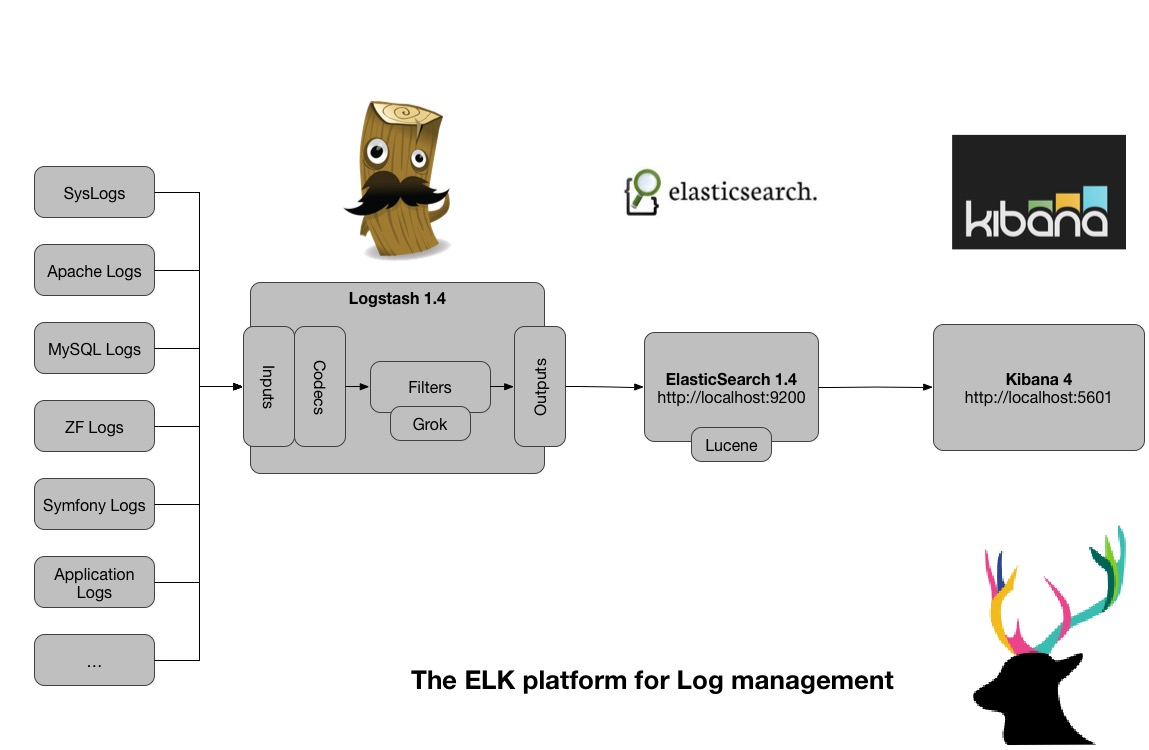 elasticsearch.
kibana
SysLogs
Apache Logs
MySQL Logs
ZF Logs
Symfony Logs
Application
Logs
...
Logstash 1.4
Inputs
Codecs
Filters
Grok
Outputs
ElasticSearch 1.4
http://localhost:9200
Lucene
Kibana 4
http://localhost:5601
The ELK platform for Log management